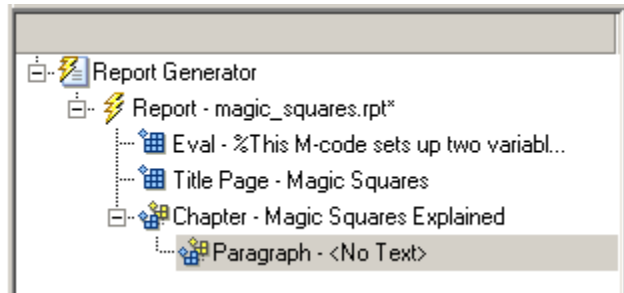 Report Generator
Report - magic_squares.rpt*
Eval - %This M-code sets up two variabl...
Title Page - Magic Squares
Chapter - Magic Squares Explained
Paragraph - <No Text>